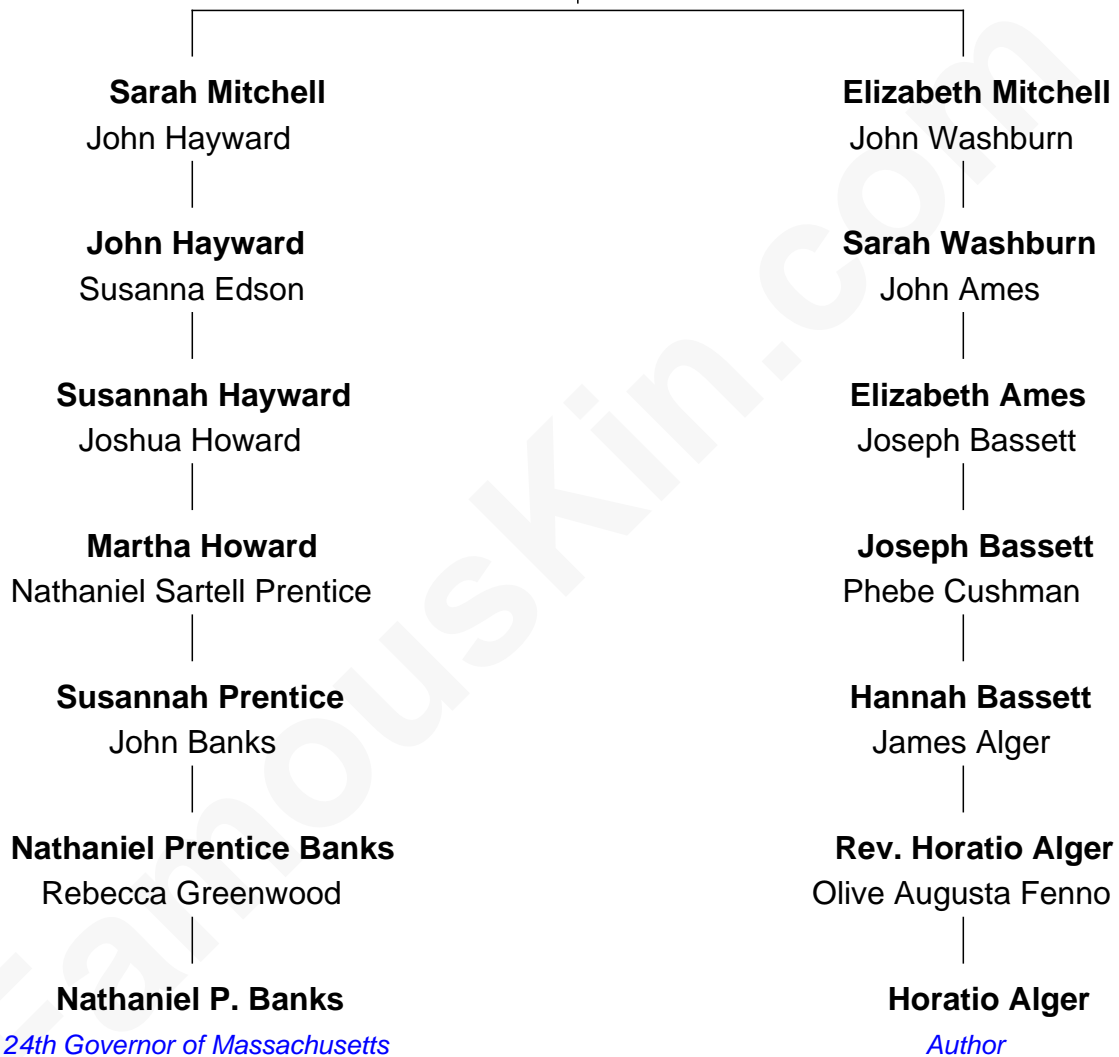 Sarah Mitchell
John Hayward
John Hayward
Susanna Edson
Susannah Hayward
Joshua Howard
Martha Howard
Nathaniel Sartell Prentice
Susannah Prentice
John Banks
Nathaniel Prentice Banks
Rebecca Greenwood
Nathaniel P. Banks
24th Governor of Massachusetts
Elizabeth Mitchell
John Washburn
Sarah Washburn
John Ames
Elizabeth Ames
Joseph Bassett
Joseph Bassett
Phebe Cushman
Hannah Bassett
James Alger
Rev. Horatio Alger
Olive Augusta Fenno
Horatio Alger
Author
FamousKin.com